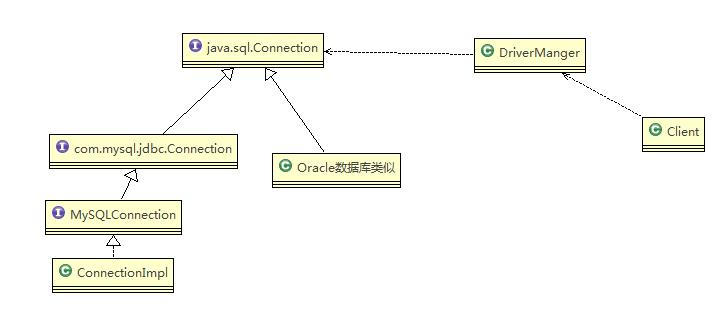 I java.sql.Connection
C DriverManger
C Client
I com.mysql.jdbc.Connection
C Oracle数据库类似
I MySQLConnection
C ConnectionImpl